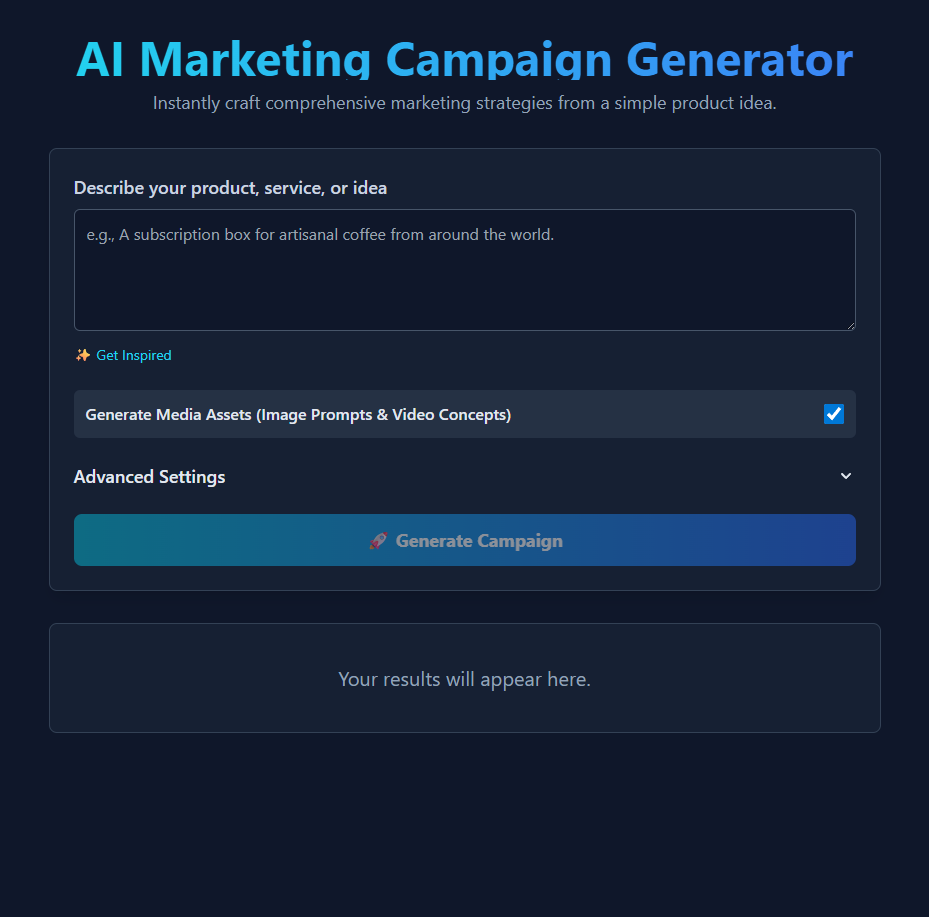 AI Marketing Campaign Generator
Instantly craft comprehensive marketing strategies from a simple product idea.
Describe your product, service, or idea
e.g., A subscription box for artisanal coffee from around the world.
✨ Get Inspired
Generate Media Assets (Image Prompts & Video Concepts)
Advanced Settings
🚀 Generate Campaign
Your results will appear here.